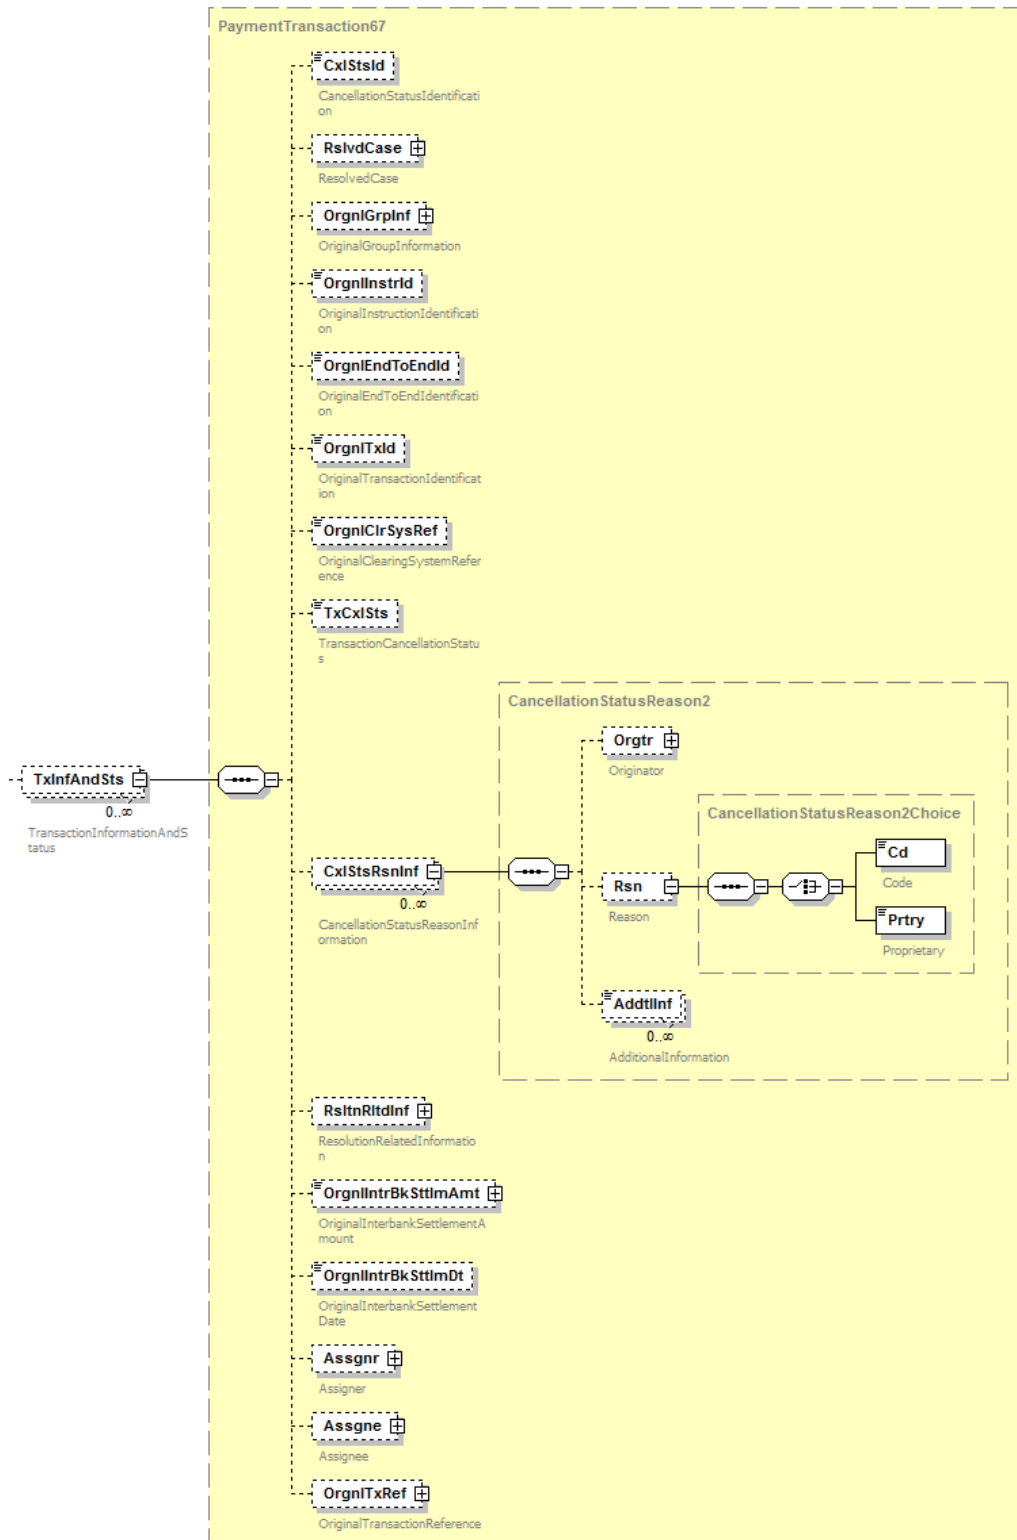 PaymentTransaction67
CxlStsId
CancellationStatusIdentificati
on
RslvdCase
ResolvedCase
OrgnlGrpInf
OriginalGroupInformation
OrgnlInstrId
OriginalInstructionIdentificati
on
OrgnlEndToEndId
OriginalEndToEndIdentificati
on
OrgnlTxId
OriginalTransactionIdentificat
ion
OrgnlClrSysRef
OriginalClearingSystemRefer
ence
TxCxlSts
TransactionCancellationStatu
s
CancellationStatusReason2
Orgtr
Originator
TxInfAndSts
0..∞
TransactionInformationAndS
tatus
CancellationStatusReason2Choice
Cd
Code
CxlStsRsnInf
0..∞
CancellationStatusReasonInf
ormation
Rsn
Reason
Prtry
Proprietary
AddtlInf
0..∞
AdditionalInformation
RsltnRltdInf
ResolutionRelatedInformatio
n
OrgnlIntrBkSttlmAmt
OriginalInterbankSettlementA
mount
OrgnlIntrBkSttlmDt
OriginalInterbankSettlement
Date
Assgnr
Assigner
Assgne
Assignee
OrgnlTxRef
OriginalTransactionReference